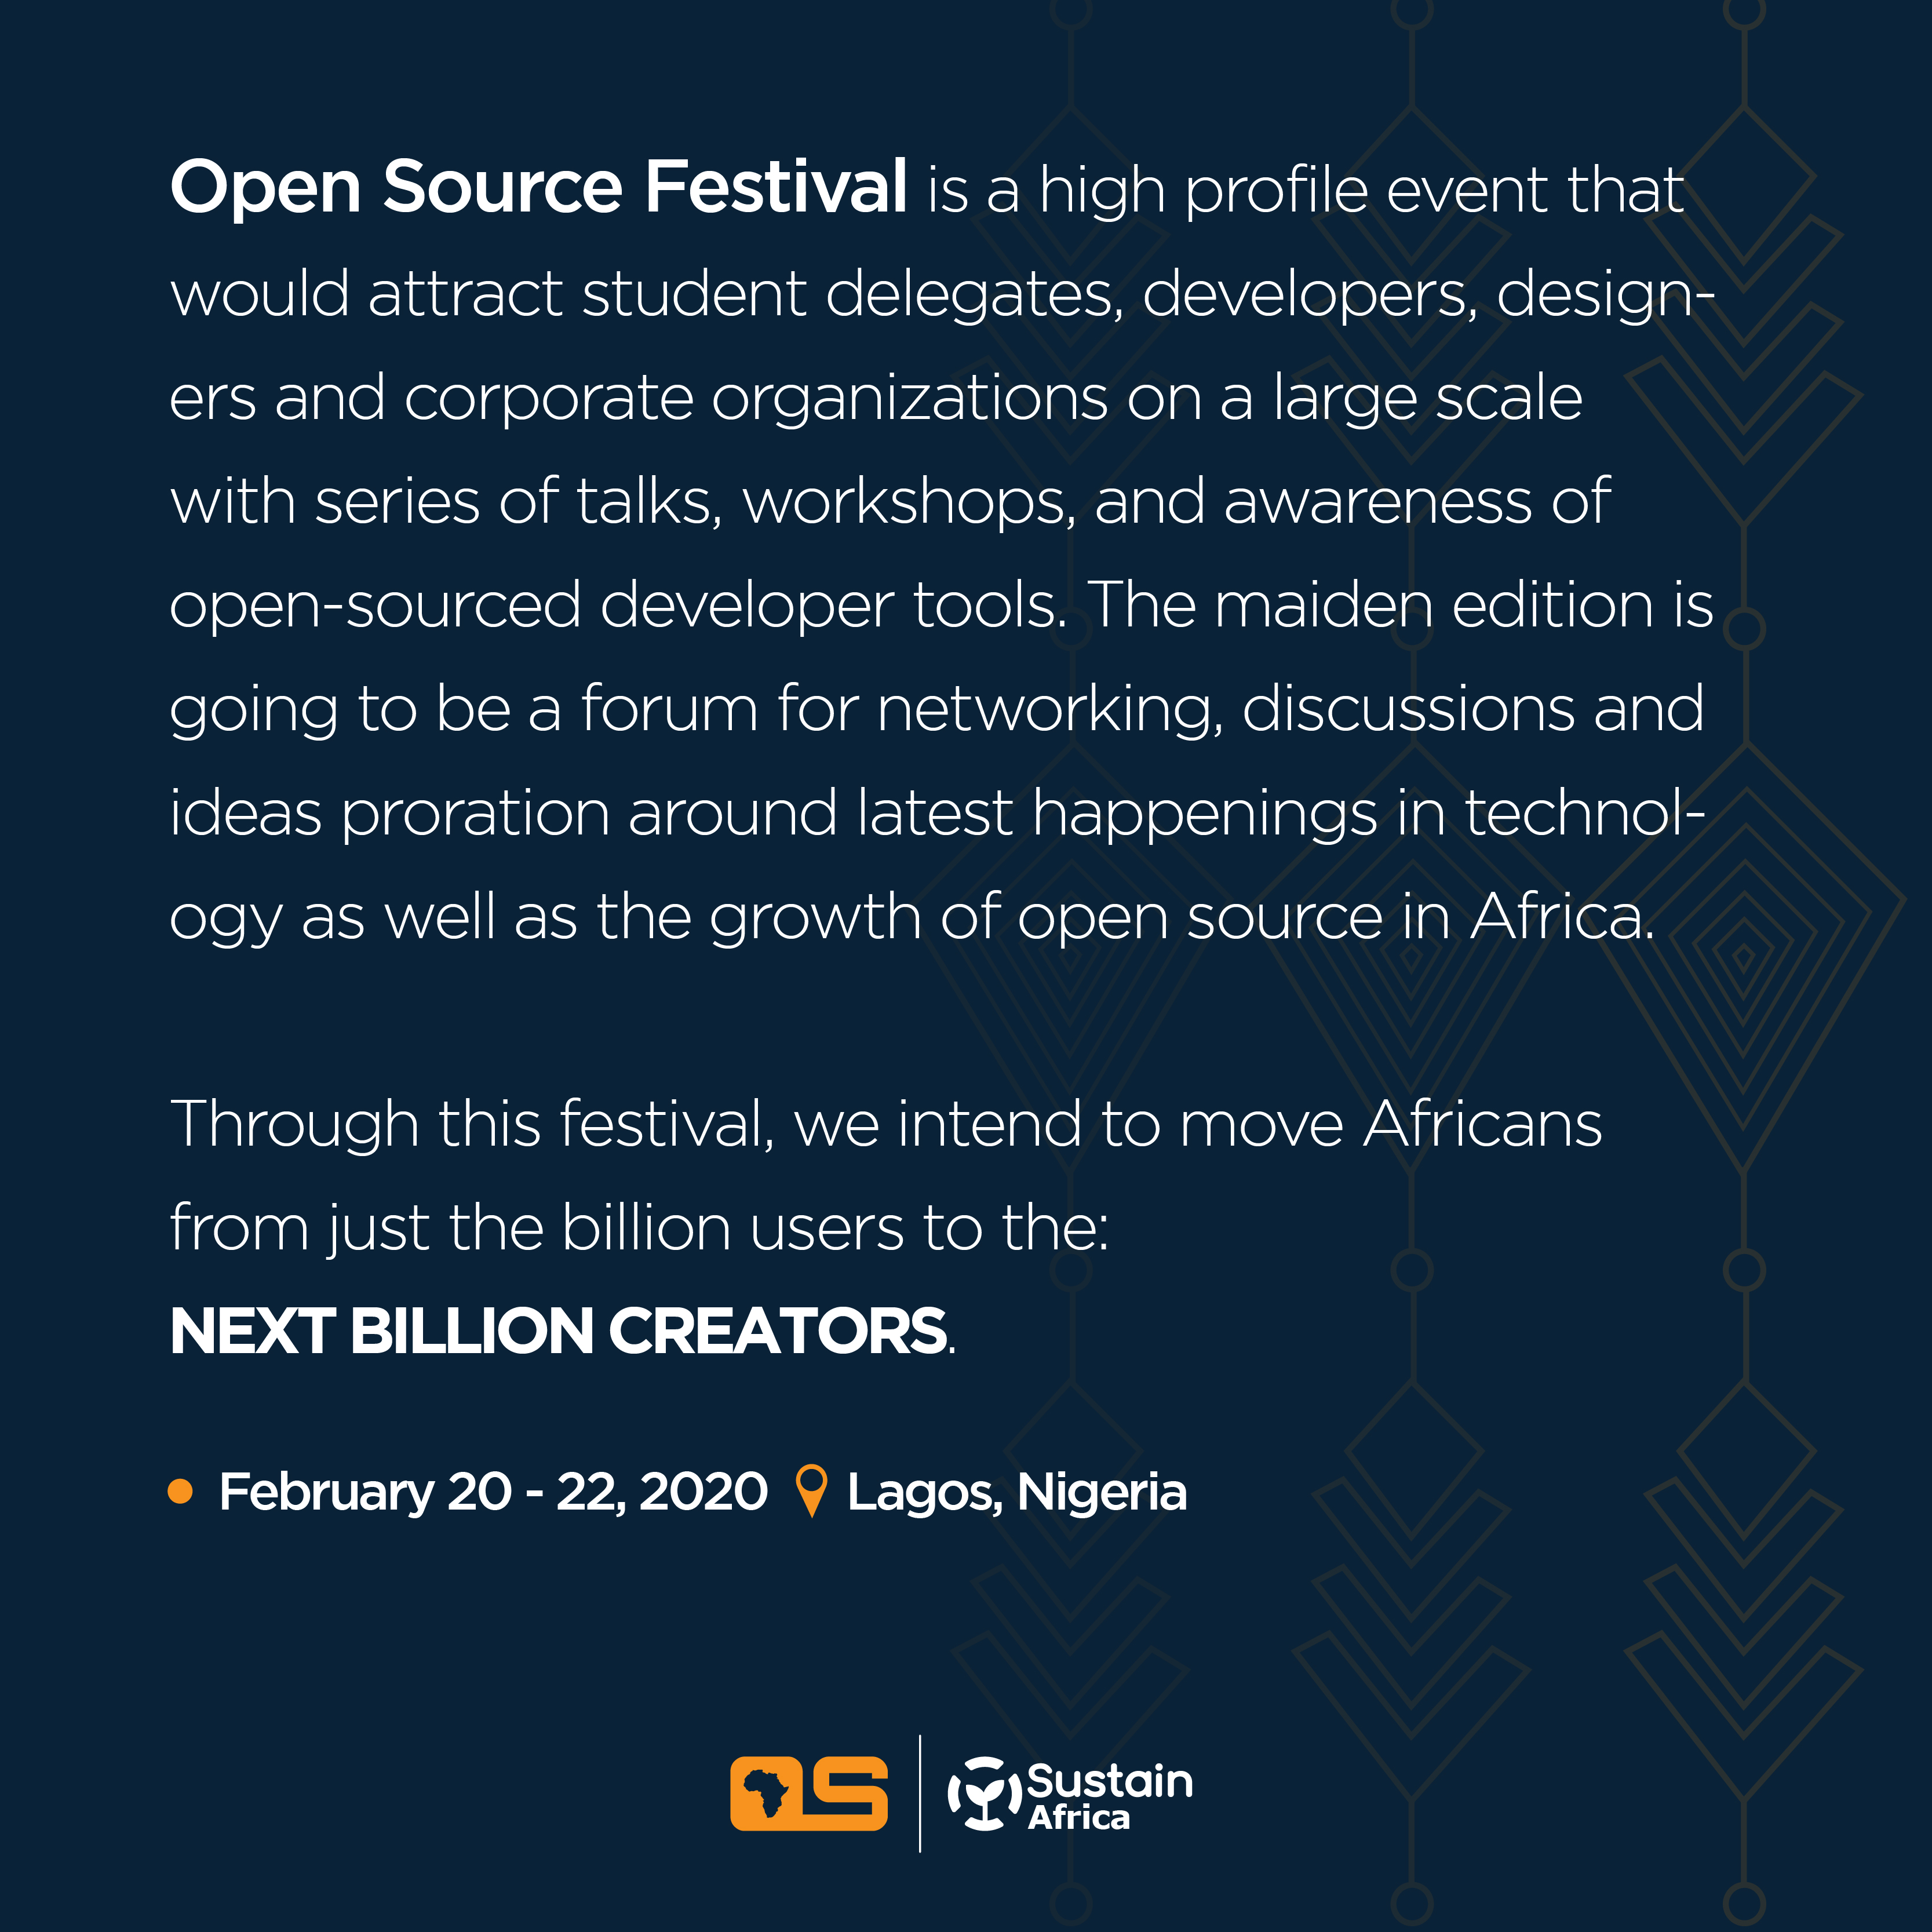 Open Source Festival is a high profile event that
would attract student delegates, developers, design-
ers and corporate organizations on a large scale
with series of talks, workshops, and awareness of
open-sourced developer tools. The maiden edition is
going to be a forum for networking, discussions and
ideas proration around latest happenings in technol-
ogy as well as the growth of open source in Africa.
Through this festival, we intend to move Africans
from just the billion users to the:
NEXT BILLION CREATORS.
February 20 - 22, 2020 Lagos, Nigeria
OS
Sustain
Africa